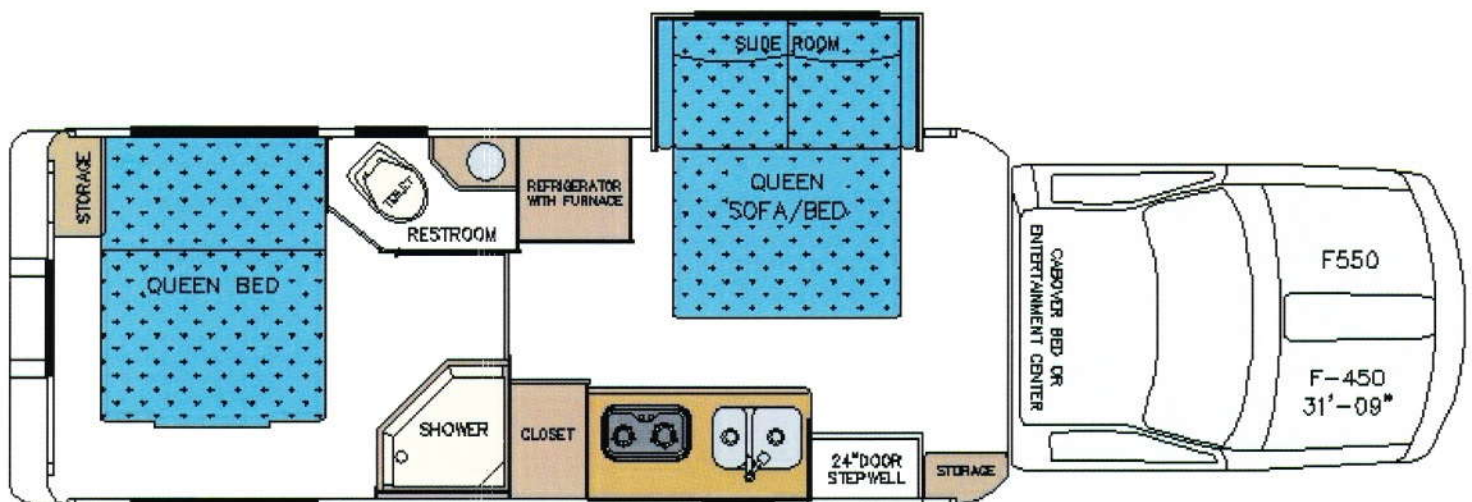 SLIDE ROOM
STORAGE
TOILET
REFRIGERATOR
WITH FURNACE
QUEEN
SOFA/BED
RESTROOM
QUEEN BED
CABOVER BED OR
ENTERTAINMENT CENTER
F550
F-450
31'-09"
SHOWER
CLOSET
24"DOOR
STEPWELL
STORAGE